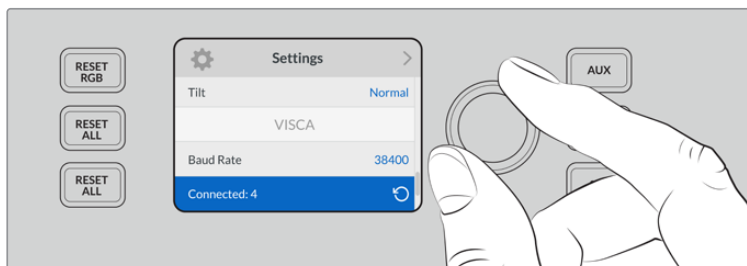 RESET
RGB
RESET
ALL
RESET
ALL
Settings
Tilt Normal
VISCA
Baud Rate 38400
Connected: 4
AUX